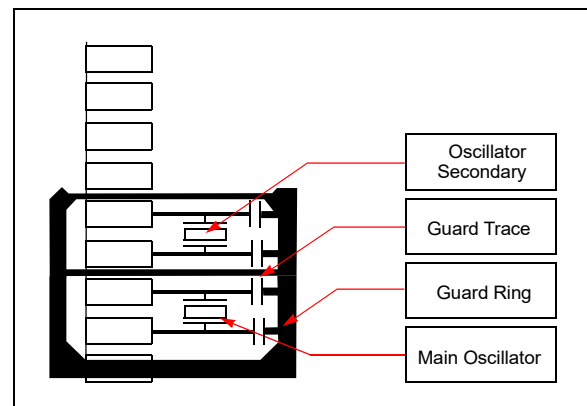 Oscillator
Secondary
Guard Trace
Guard Ring
Main Oscillator